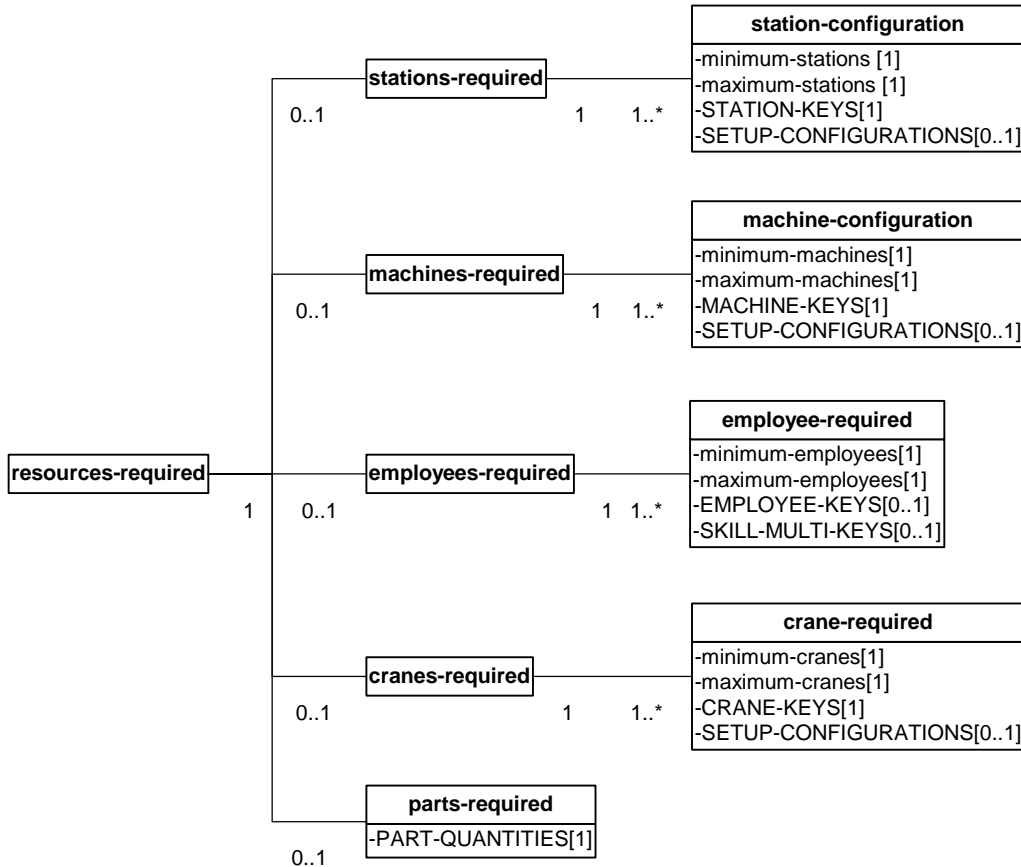 station-configuration
-minimum-stations [1]
-maximum-stations [1]
-STATION-KEYS[1]
-SETUP-CONFIGURATIONS[0..1]
stations-required
0..1
1
1..*
machine-configuration
-minimum-machines[1]
-maximum-machines[1]
-MACHINE-KEYS[1]
-SETUP-CONFIGURATIONS[0..1]
machines-required
0..1
1
1..*
employee-required
-minimum-employees[1]
-maximum-employees[1]
-EMPLOYEE-KEYS[0..1]
-SKILL-MULTI-KEYS[0..1]
resources-required
employees-required
1
0..1
1
1..*
crane-required
-minimum-cranes[1]
-maximum-cranes[1]
-CRANE-KEYS[1]
-SETUP-CONFIGURATIONS[0..1]
cranes-required
0..1
1
1..*
parts-required
-PART-QUANTITIES[1]
0..1